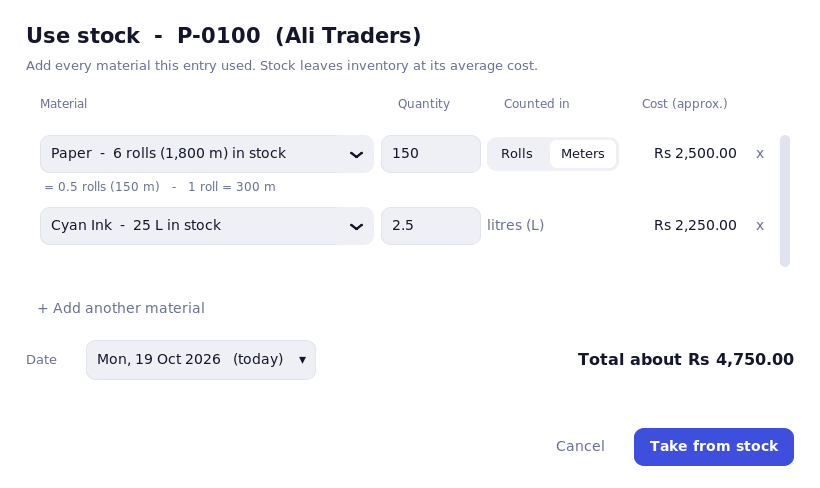 Use stock - P-0100 (Ali Traders)
Add every material this entry used. Stock leaves inventory at its average cost.
Material Quantity Counted in Cost (approx.)
Paper - 6 rolls (1,800 m) in stock 150 Rolls Meters Rs 2,500.00 x
= 0.5 rolls (150 m) - 1 roll = 300 m
Cyan Ink - 25 L in stock 2.5 litres (L) Rs 2,250.00 x
+ Add another material
Date Mon, 19 Oct 2026 (today) Total about Rs 4,750.00
Cancel Take from stock